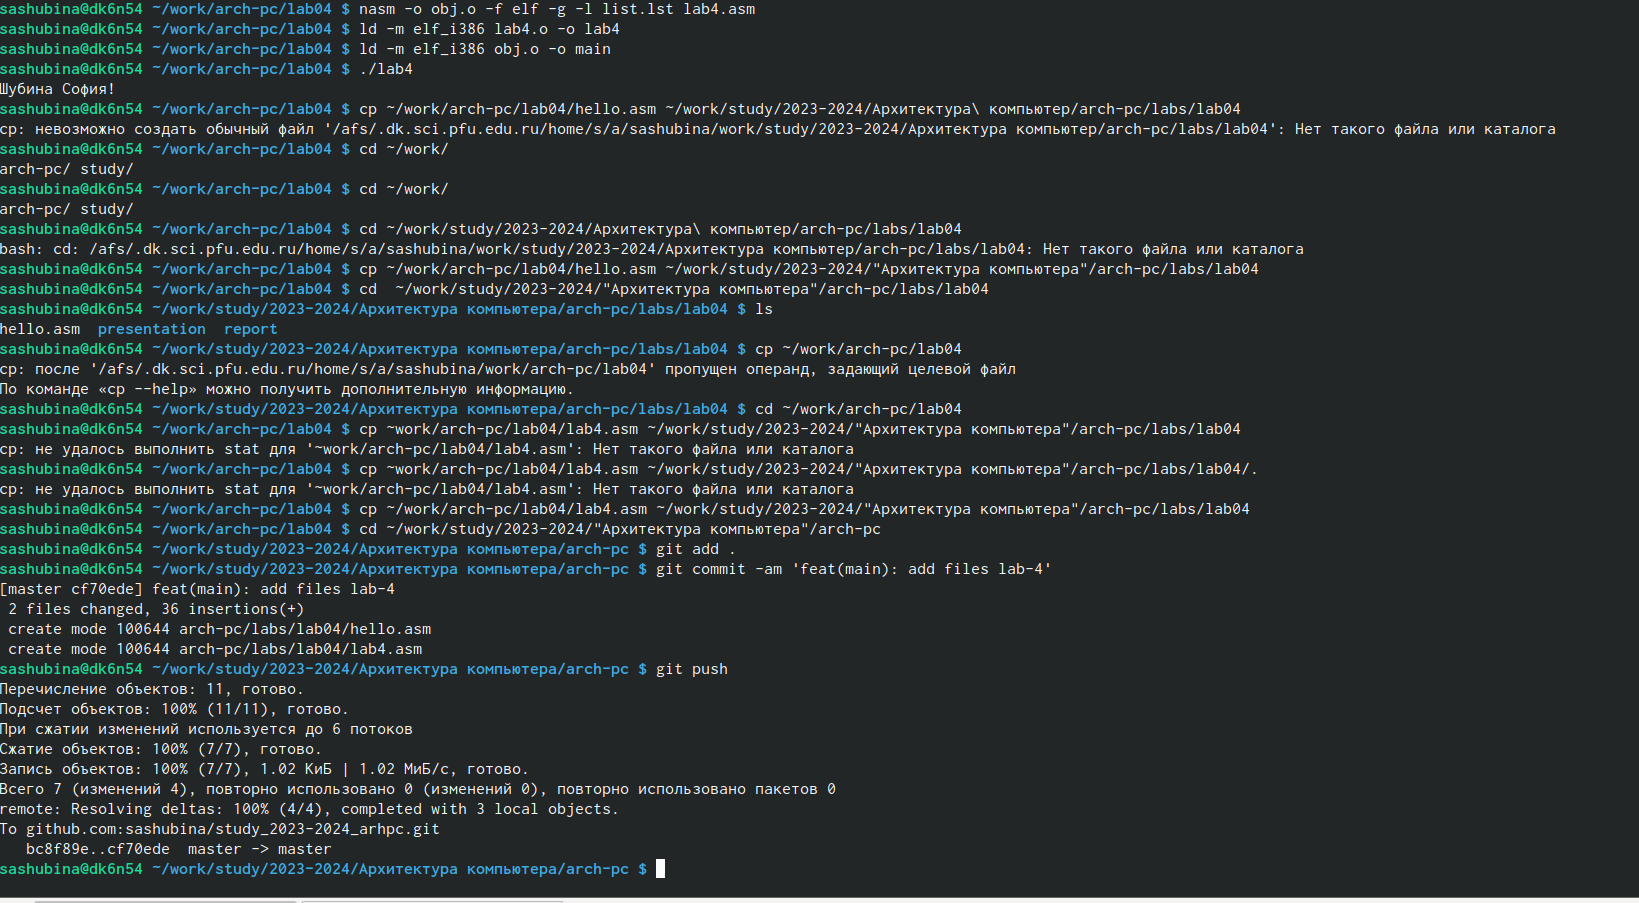 sashubina@dk6n54 ~/work/arch-pc/lab04 $ nasm -o obj.o -f elf -g -l list.lst lab4.asm
sashubina@dk6n54 ~/work/arch-pc/lab04 $ ld -m elf_i386 lab4.o -o lab4
sashubina@dk6n54 ~/work/arch-pc/lab04 $ ld -m elf_i386 obj.o -o main
sashubina@dk6n54 ~/work/arch-pc/lab04 $ ./lab4
Шубина София!
sashubina@dk6n54 ~/work/arch-pc/lab04 $ cp ~/work/arch-pc/lab04/hello.asm ~/work/study/2023-2024/Архитектура\ компьютер/arch-pc/labs/lab04
cp: невозможно создать обычный файл '/afs/.dk.sci.pfu.edu.ru/home/s/a/sashubina/work/study/2023-2024/Архитектура компьютер/arch-pc/labs/lab04': Нет такого файла или каталога
sashubina@dk6n54 ~/work/arch-pc/lab04 $ cd ~/work/
arch-pc/ study/
sashubina@dk6n54 ~/work/arch-pc/lab04 $ cd ~/work/
arch-pc/ study/
sashubina@dk6n54 ~/work/arch-pc/lab04 $ cd ~/work/study/2023-2024/Архитектура\ компьютер/arch-pc/labs/lab04
bash: cd: /afs/.dk.sci.pfu.edu.ru/home/s/a/sashubina/work/study/2023-2024/Архитектура компьютер/arch-pc/labs/lab04: Нет такого файла или каталога
sashubina@dk6n54 ~/work/arch-pc/lab04 $ cp ~/work/arch-pc/lab04/hello.asm ~/work/study/2023-2024/"Архитектура компьютера"/arch-pc/labs/lab04
sashubina@dk6n54 ~/work/arch-pc/lab04 $ cd  ~/work/study/2023-2024/"Архитектура компьютера"/arch-pc/labs/lab04
sashubina@dk6n54 ~/work/study/2023-2024/Архитектура компьютера/arch-pc/labs/lab04 $ ls
hello.asm  presentation  report
sashubina@dk6n54 ~/work/study/2023-2024/Архитектура компьютера/arch-pc/labs/lab04 $ cp ~/work/arch-pc/lab04
cp: после '/afs/.dk.sci.pfu.edu.ru/home/s/a/sashubina/work/arch-pc/lab04' пропущен операнд, задающий целевой файл
По команде «cp --help» можно получить дополнительную информацию.
sashubina@dk6n54 ~/work/study/2023-2024/Архитектура компьютера/arch-pc/labs/lab04 $ cd ~/work/arch-pc/lab04
sashubina@dk6n54 ~/work/arch-pc/lab04 $ cp ~work/arch-pc/lab04/lab4.asm ~/work/study/2023-2024/"Архитектура компьютера"/arch-pc/labs/lab04
cp: не удалось выполнить stat для '~work/arch-pc/lab04/lab4.asm': Нет такого файла или каталога
sashubina@dk6n54 ~/work/arch-pc/lab04 $ cp ~work/arch-pc/lab04/lab4.asm ~/work/study/2023-2024/"Архитектура компьютера"/arch-pc/labs/lab04/.
cp: не удалось выполнить stat для '~work/arch-pc/lab04/lab4.asm': Нет такого файла или каталога
sashubina@dk6n54 ~/work/arch-pc/lab04 $ cp ~/work/arch-pc/lab04/lab4.asm ~/work/study/2023-2024/"Архитектура компьютера"/arch-pc/labs/lab04
sashubina@dk6n54 ~/work/arch-pc/lab04 $ cd ~/work/study/2023-2024/"Архитектура компьютера"/arch-pc
sashubina@dk6n54 ~/work/study/2023-2024/Архитектура компьютера/arch-pc $ git add .
sashubina@dk6n54 ~/work/study/2023-2024/Архитектура компьютера/arch-pc $ git commit -am 'feat(main): add files lab-4'
[master cf70ede] feat(main): add files lab-4
 2 files changed, 36 insertions(+)
 create mode 100644 arch-pc/labs/lab04/hello.asm
 create mode 100644 arch-pc/labs/lab04/lab4.asm
sashubina@dk6n54 ~/work/study/2023-2024/Архитектура компьютера/arch-pc $ git push
Перечисление объектов: 11, готово.
Подсчет объектов: 100% (11/11), готово.
При сжатии изменений используется до 6 потоков
Сжатие объектов: 100% (7/7), готово.
Запись объектов: 100% (7/7), 1.02 КиБ | 1.02 МиБ/с, готово.
Всего 7 (изменений 4), повторно использовано 0 (изменений 0), повторно использовано пакетов 0
remote: Resolving deltas: 100% (4/4), completed with 3 local objects.
To github.com:sashubina/study_2023-2024_arhpc.git
   bc8f89e..cf70ede  master -> master
sashubina@dk6n54 ~/work/study/2023-2024/Архитектура компьютера/arch-pc $